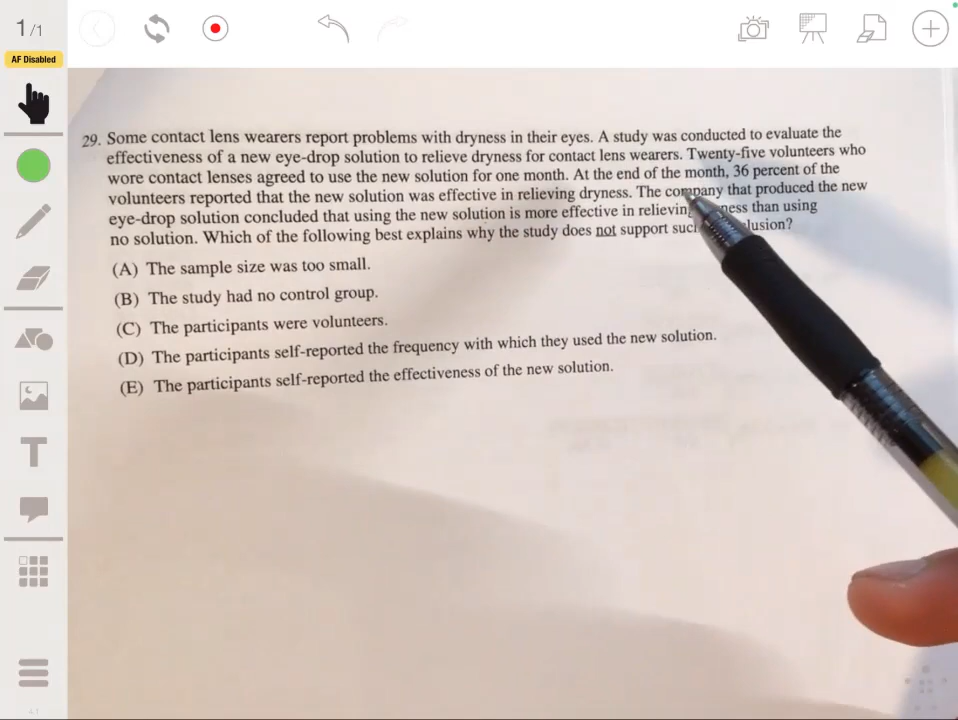 1/1
AF Disabled
29. Some contact lens wearers report problems with dryness in their eyes. A study was conducted to evaluate the
effectiveness of a new eye-drop solution to relieve dryness for contact lens wearers. Twenty-five volunteers who
wore contact lenses agreed to use the new solution for one month. At the end of the month, 36 percent of the
volunteers reported that the new solution was effective in relieving dryness. The company that produced the new
eye-drop solution concluded that using the new solution is more effective in than using
no solution. Which of the following best explains why the study does not support
(A) The sample size was too small.
(B) The study had no control group.
(C) The participants were volunteers.
(D) The participants self-reported the frequency with which they used the new solution.
(E) The participants self-reported the effectiveness of the new solution.
T